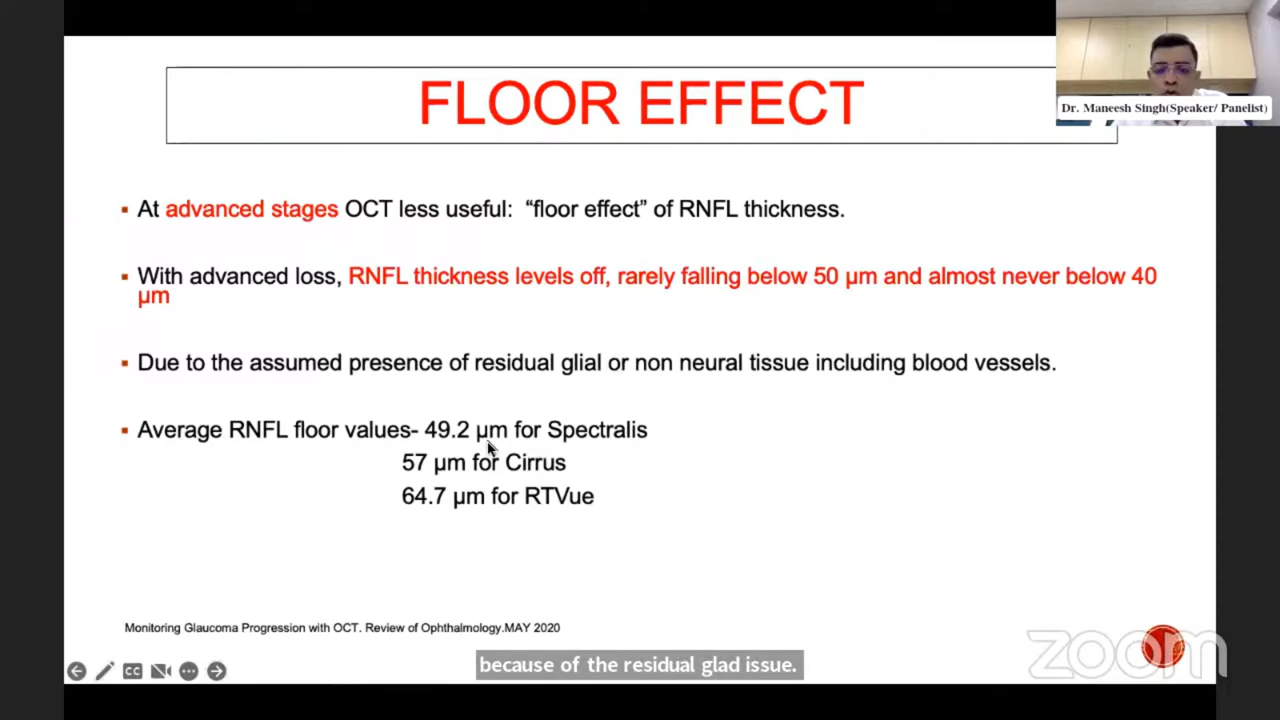 FLOOR EFFECT
Dr. Maneesh Singh(Speaker/ Panelist)
▪ At advanced stages OCT less useful: “floor effect” of RNFL thickness.
▪ With advanced loss, RNFL thickness levels off, rarely falling below 50 µm and almost never below 40
µm
▪ Due to the assumed presence of residual glial or non neural tissue including blood vessels.
▪ Average RNFL floor values- 49.2 µm for Spectralis
57 µm for Cirrus
64.7 µm for RTVue
Monitoring Glaucoma Progression with OCT. Review of Ophthalmology.MAY 2020
zoom
CC
because of the residual glad issue.